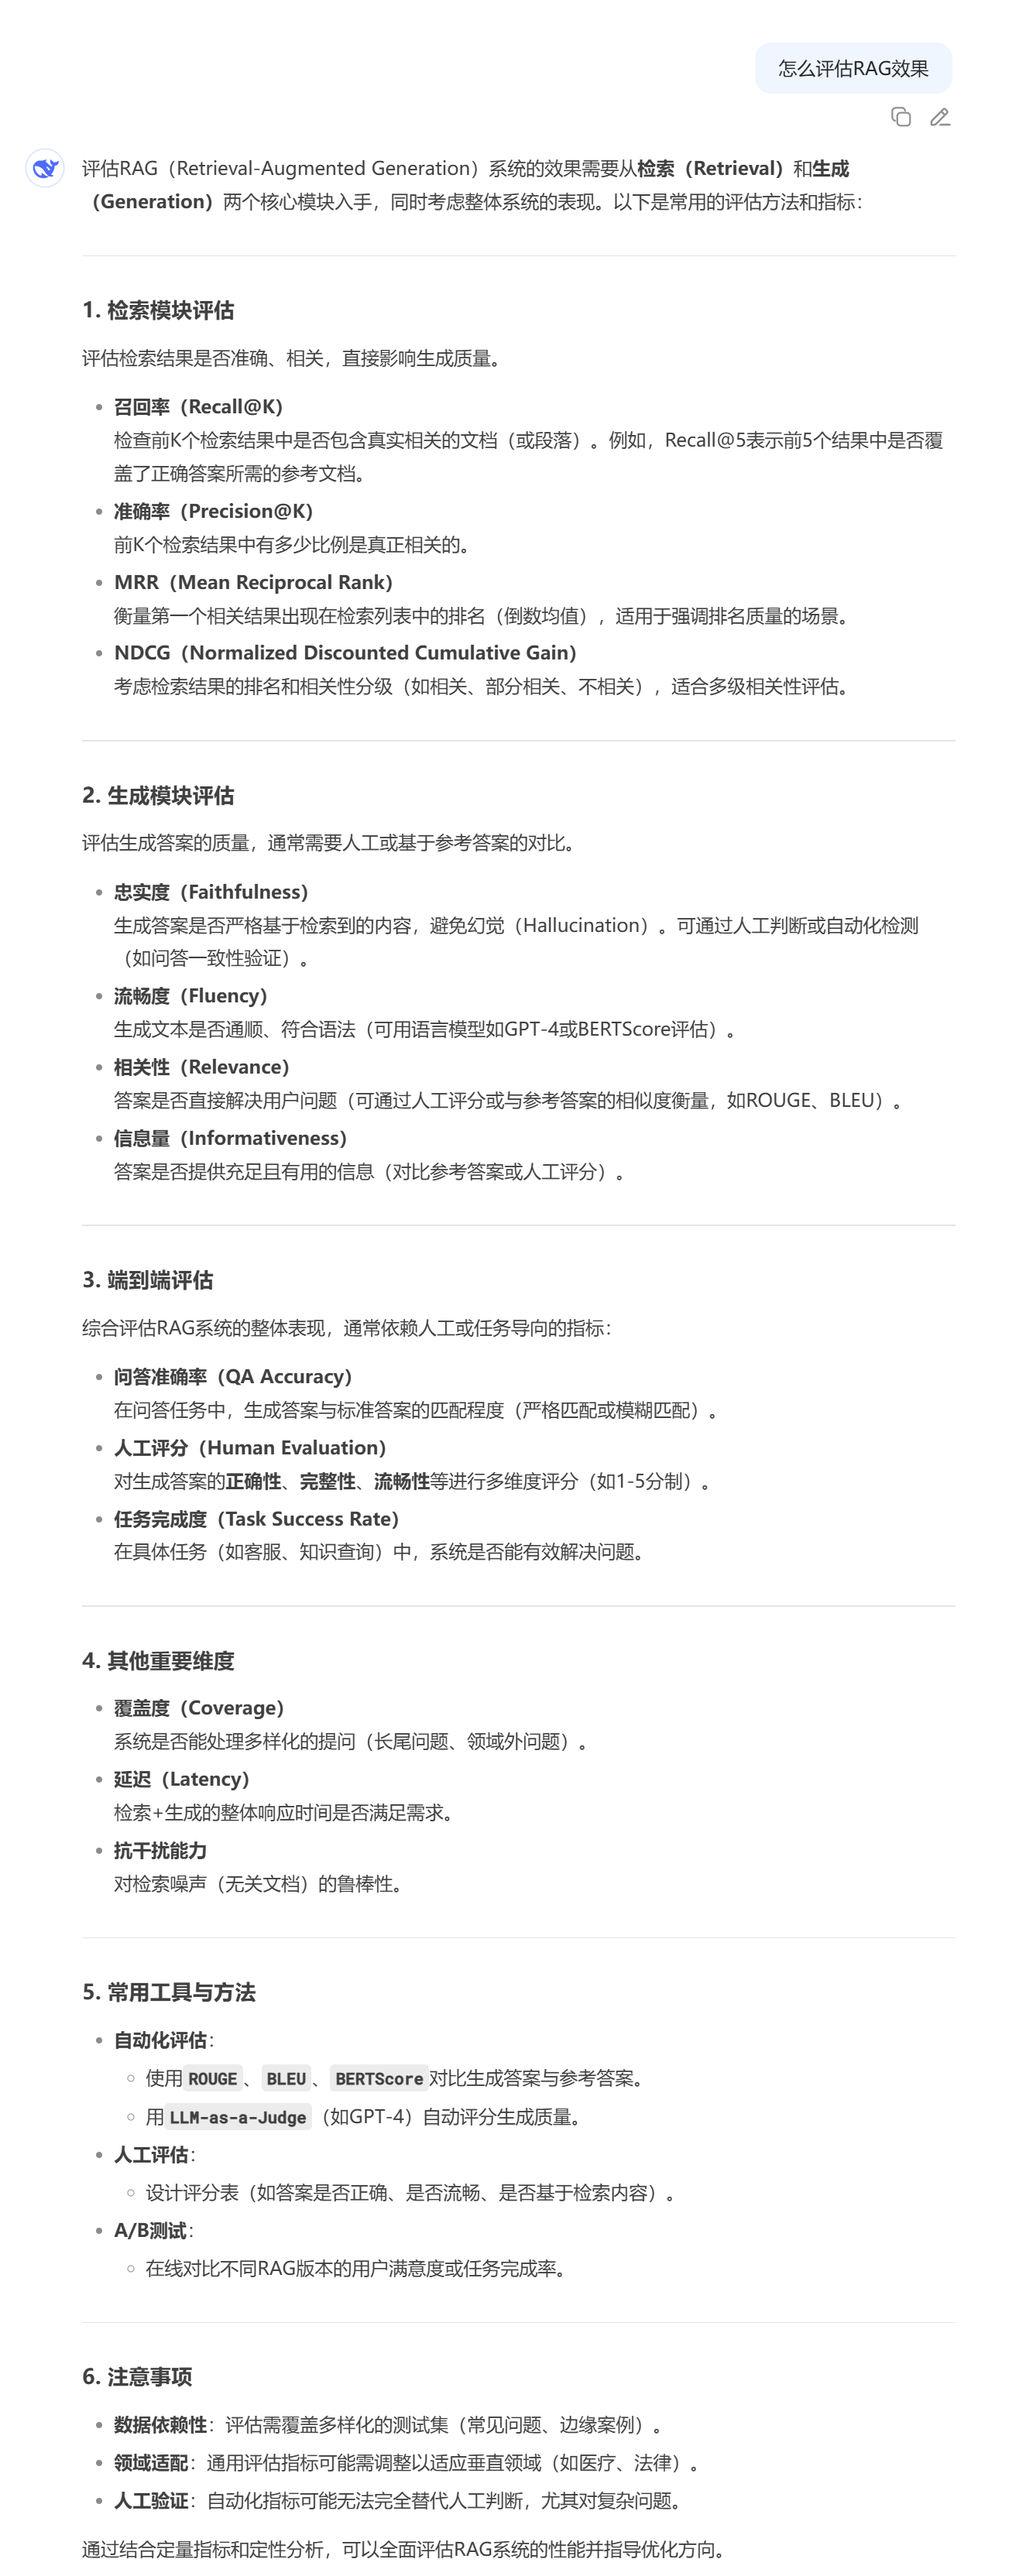 怎么评估RAG效果
评估RAG（Retrieval-Augmented Generation）系统的效果需要从检索（Retrieval）和生成
（Generation）两个核心模块入手，同时考虑整体系统的表现。以下是常用的评估方法和指标：
1. 检索模块评估
评估检索结果是否准确、相关，直接影响生成质量。
• 召回率（Recall@K）
检查前K个检索结果中是否包含真实相关的文档（或段落）。例如，Recall@5表示前5个结果中是否覆
盖了正确答案所需的参考文档。
• 准确率（Precision@K）
前K个检索结果中有多少比例是真正相关的。
• MRR（Mean Reciprocal Rank）
衡量第一个相关结果出现在检索列表中的排名（倒数均值），适用于强调排名质量的场景。
• NDCG（Normalized Discounted Cumulative Gain）
考虑检索结果的排名和相关性分级（如相关、部分相关、不相关），适合多级相关性评估。
2. 生成模块评估
评估生成答案的质量，通常需要人工或基于参考答案的对比。
• 忠实度（Faithfulness）
生成答案是否严格基于检索到的内容，避免幻觉（Hallucination）。可通过人工判断或自动化检测
（如问答一致性验证）。
• 流畅度（Fluency）
生成文本是否通顺、符合语法（可用语言模型如GPT-4或BERTScore评估）。
• 相关性（Relevance）
答案是否直接解决用户问题（可通过人工评分或与参考答案的相似度衡量，如ROUGE、BLEU）。
• 信息量（Informativeness）
答案是否提供充足且有用的信息（对比参考答案或人工评分）。
3. 端到端评估
综合评估RAG系统的整体表现，通常依赖人工或任务导向的指标：
• 问答准确率（QA Accuracy）
在问答任务中，生成答案与标准答案的匹配程度（严格匹配或模糊匹配）。
• 人工评分（Human Evaluation）
对生成答案的正确性、完整性、流畅性等进行多维度评分（如1-5分制）。
• 任务完成度（Task Success Rate）
在具体任务（如客服、知识查询）中，系统是否能有效解决问题。
4. 其他重要维度
• 覆盖度（Coverage）
系统是否能处理多样化的提问（长尾问题、领域外问题）。
• 延迟（Latency）
检索+生成的整体响应时间是否满足需求。
• 抗干扰能力
对检索噪声（无关文档）的鲁棒性。
5. 常用工具与方法
• 自动化评估：
◦ 使用ROUGE、BLEU、BERTScore对比生成答案与参考答案。
◦ 用LLM-as-a-Judge（如GPT-4）自动评分生成质量。
• 人工评估：
◦ 设计评分表（如答案是否正确、是否流畅、是否基于检索内容）。
• A/B测试：
◦ 在线对比不同RAG版本的用户满意度或任务完成率。
6. 注意事项
• 数据依赖性：评估需覆盖多样化的测试集（常见问题、边缘案例）。
• 领域适配：通用评估指标可能需调整以适应垂直领域（如医疗、法律）。
• 人工验证：自动化指标可能无法完全替代人工判断，尤其对复杂问题。
通过结合定量指标和定性分析，可以全面评估RAG系统的性能并指导优化方向。